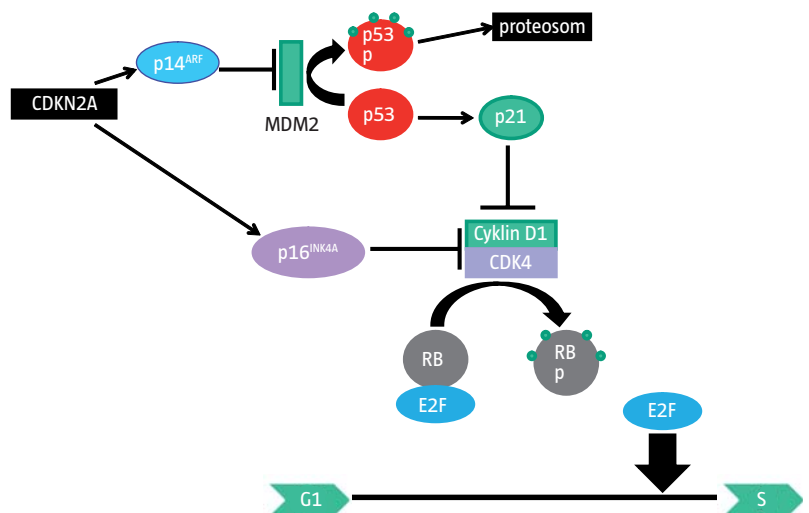 p53
p
proteosom
p14ARF
CDKN2A
MDM2
p53
p21
p16INK4A
Cyklin D1
CDK4
RB
E2F
RB
p
E2F
G1
S